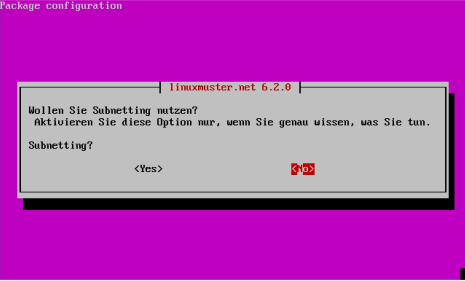 Package configuration
linuxmuster.net 6.2.0
Wollen Sie Subnetting nutzen?
Aktivieren Sie diese Option nur, wenn Sie genau wissen, was Sie tun.
Subnetting?
<Yes> <No>